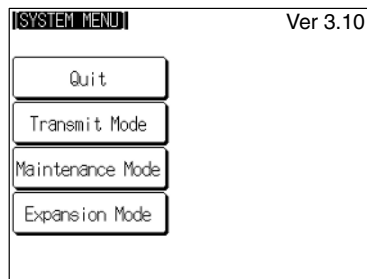 [SYSTEM MENU]
Ver 3.10
Quit
Transmit Mode
Maintenance Mode
Expansion Mode